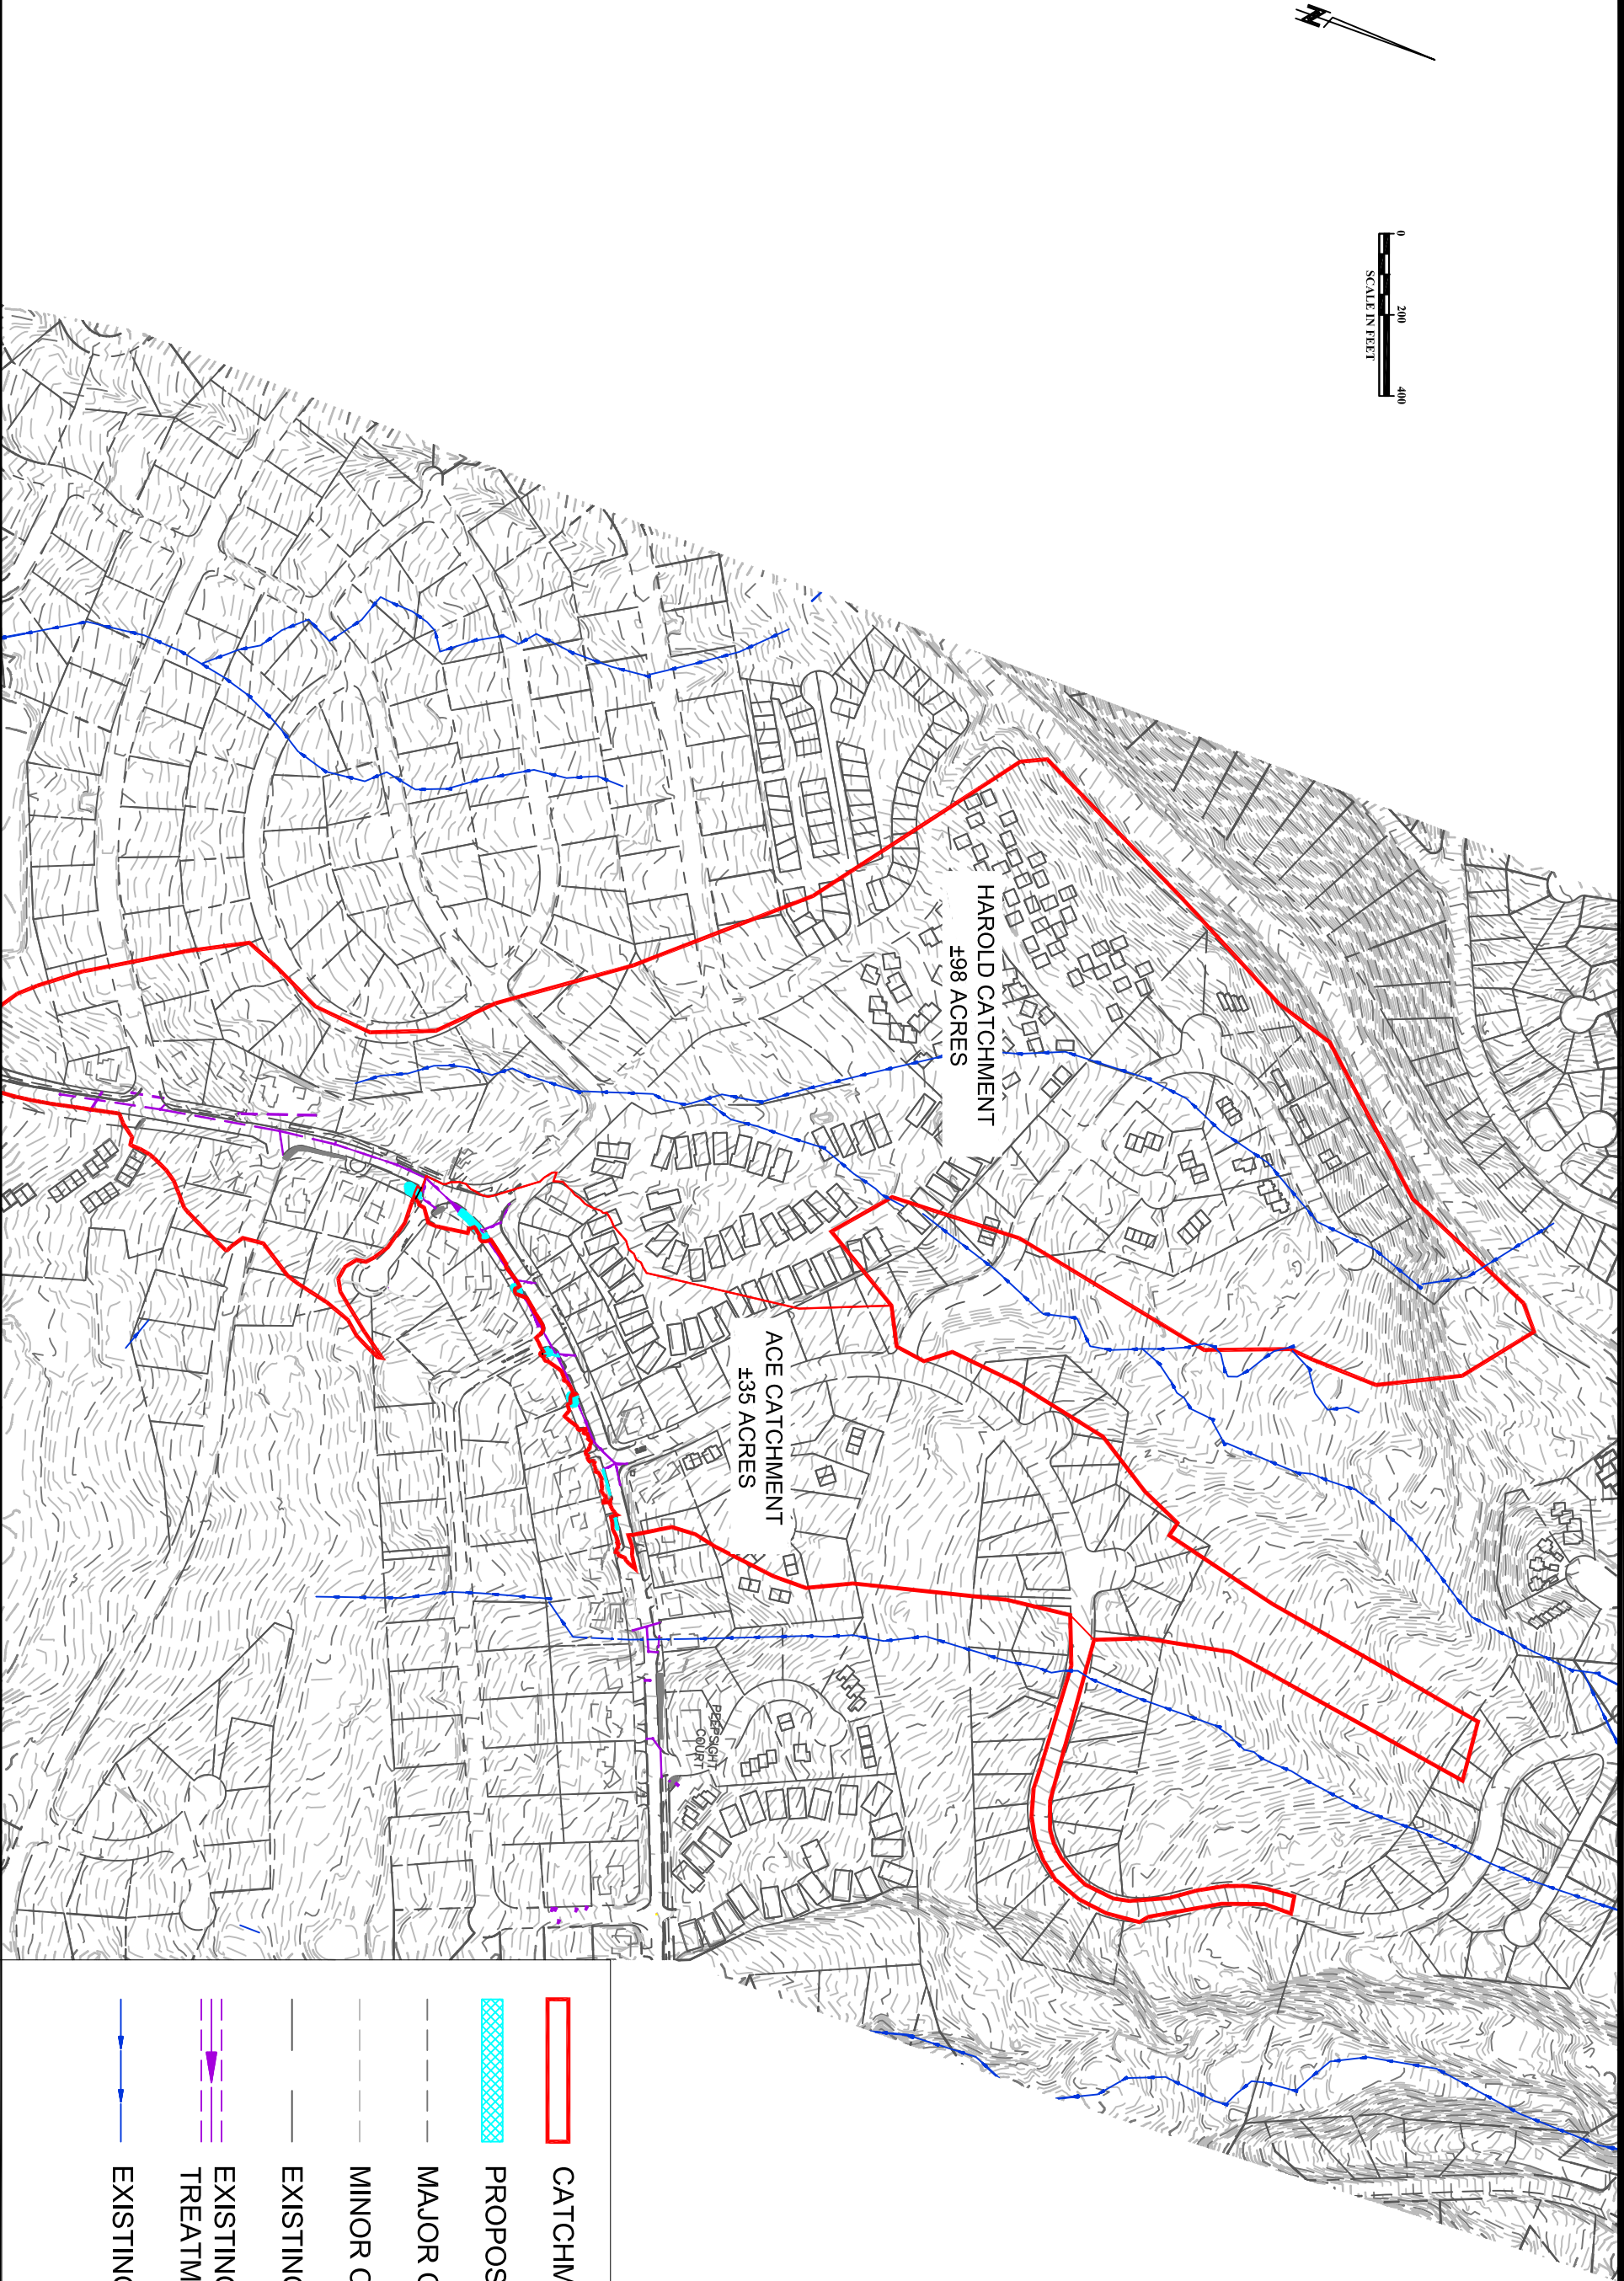 N
0 200 400
SCALE IN FEET
HAROLD CATCHMENT
±98 ACRES
ACE CATCHMENT
±35 ACRES
COURT
CATCHM
PROPOS
MAJOR C
MINOR C
EXISTING
EXISTING
TREATM
EXISTING